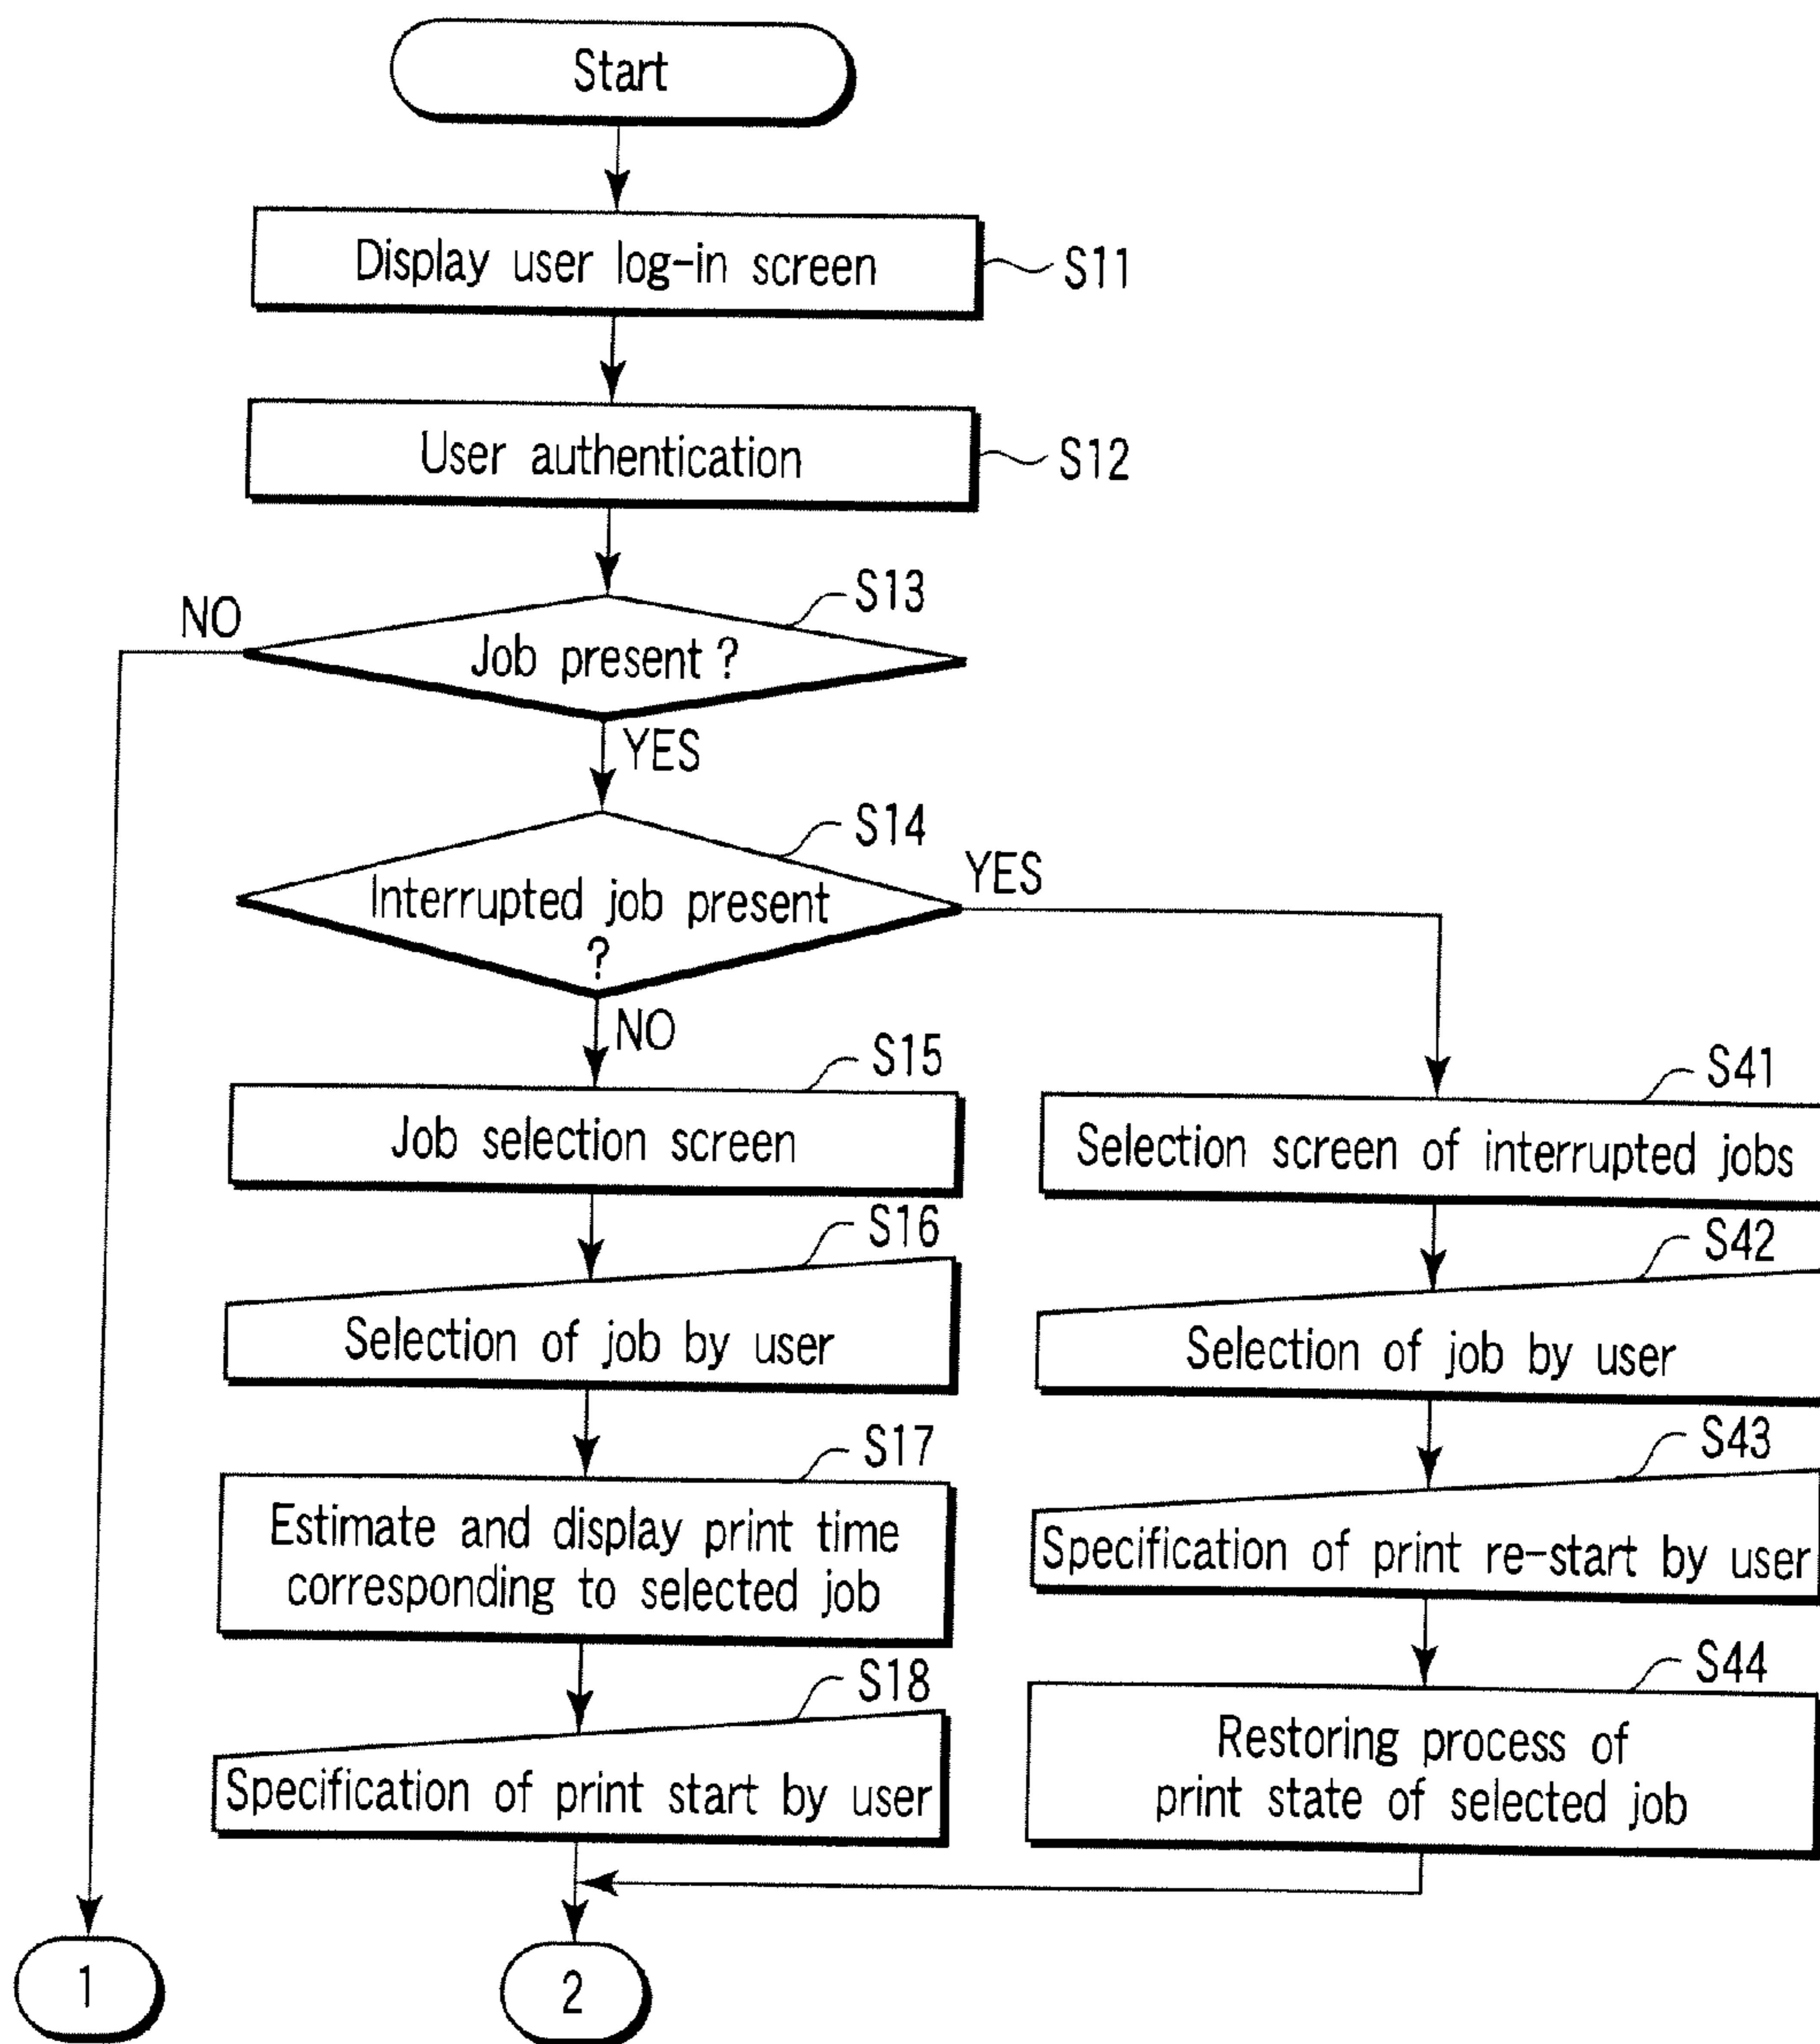 Start
Display user log-in screen
S11
User authentication
S12
S13
NO
Job present ?
YES
S14
YES
Interrupted job present
?
NO
S15
Job selection screen
S41
Selection screen of interrupted jobs
S16
Selection of job by user
S42
Selection of job by user
S17
Estimate and display print time
corresponding to selected job
S43
Specification of print re-start by user
S18
Specification of print start by user
S44
Restoring process of
print state of selected job
1
2